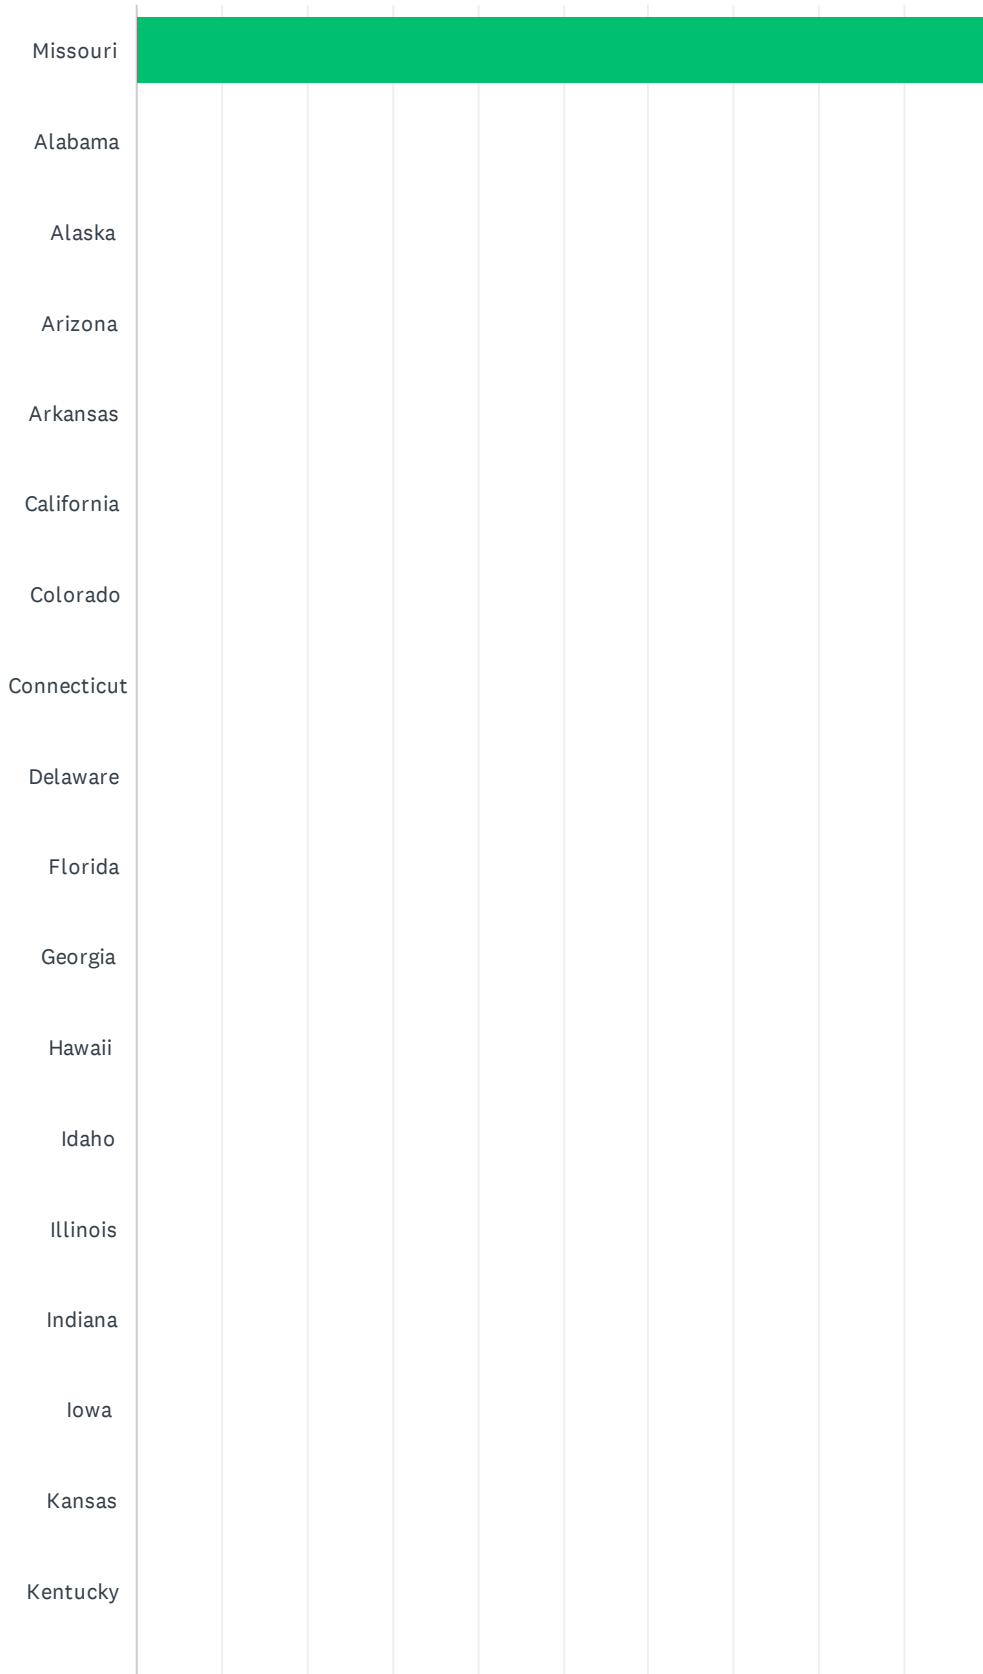 Missouri
Alabama
Alaska
Arizona
Arkansas
California
Colorado
Connecticut
Delaware
Florida
Georgia
Hawaii
Idaho
Illinois
Indiana
Iowa
Kansas
Kentucky